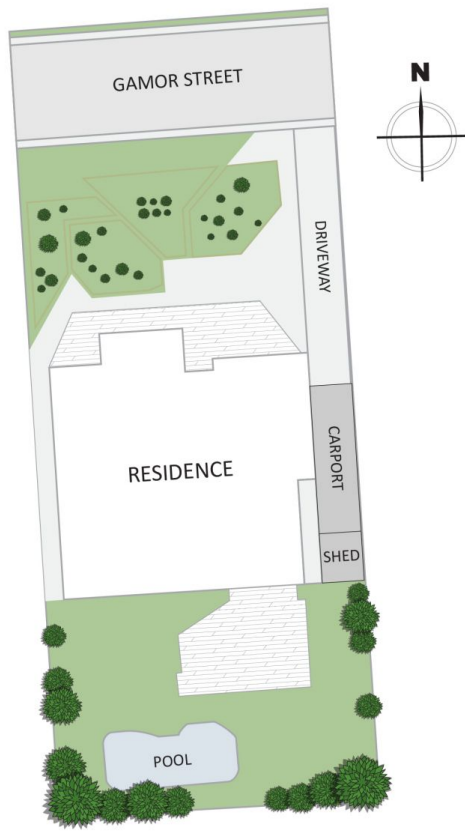 GAMOR STREET
N
DRIVEWAY
CARPORT
RESIDENCE
SHED
POOL